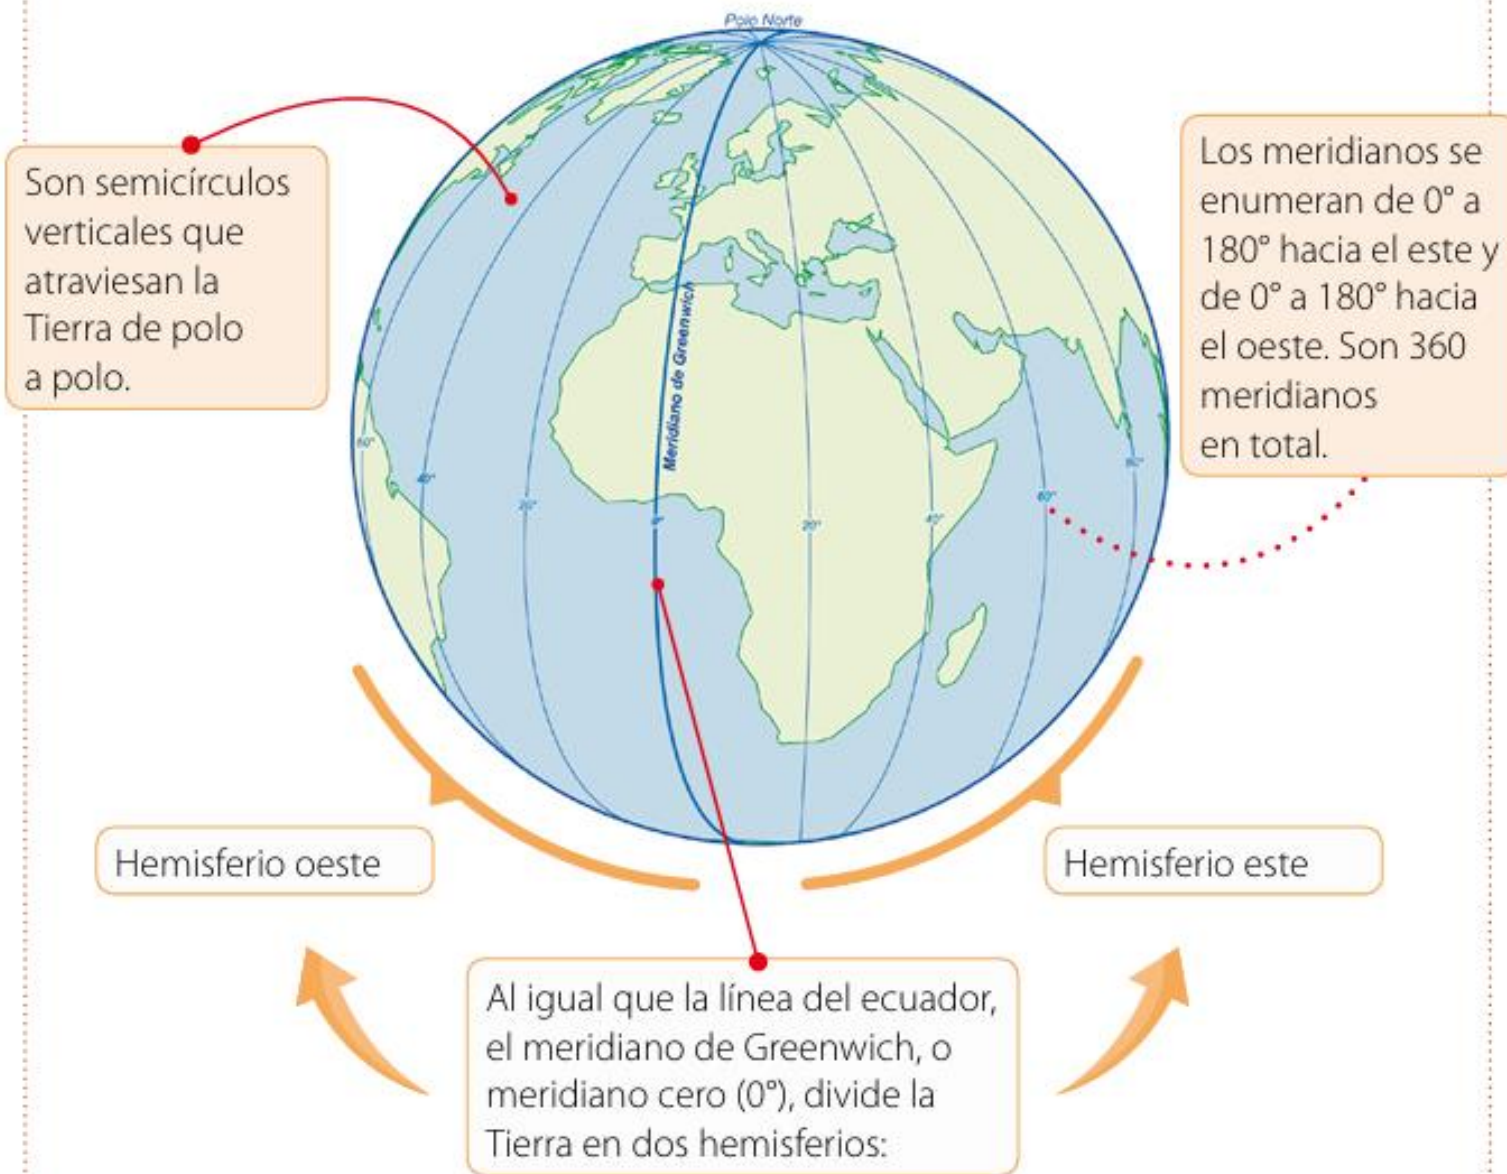 Polo Norte
Son semicírculos
verticales que
atraviesan la
Tierra de polo
a polo.
Los meridianos se
enumeran de 0° a
180° hacia el este y
de 0° a 180° hacia
el oeste. Son 360
meridianos
en total.
Meridiano de Greenwich
60°
40°
20°
0°
20°
40°
60°
80°
Hemisferio oeste
Hemisferio este
Al igual que la línea del ecuador,
el meridiano de Greenwich, o
meridiano cero (0°), divide la
Tierra en dos hemisferios: